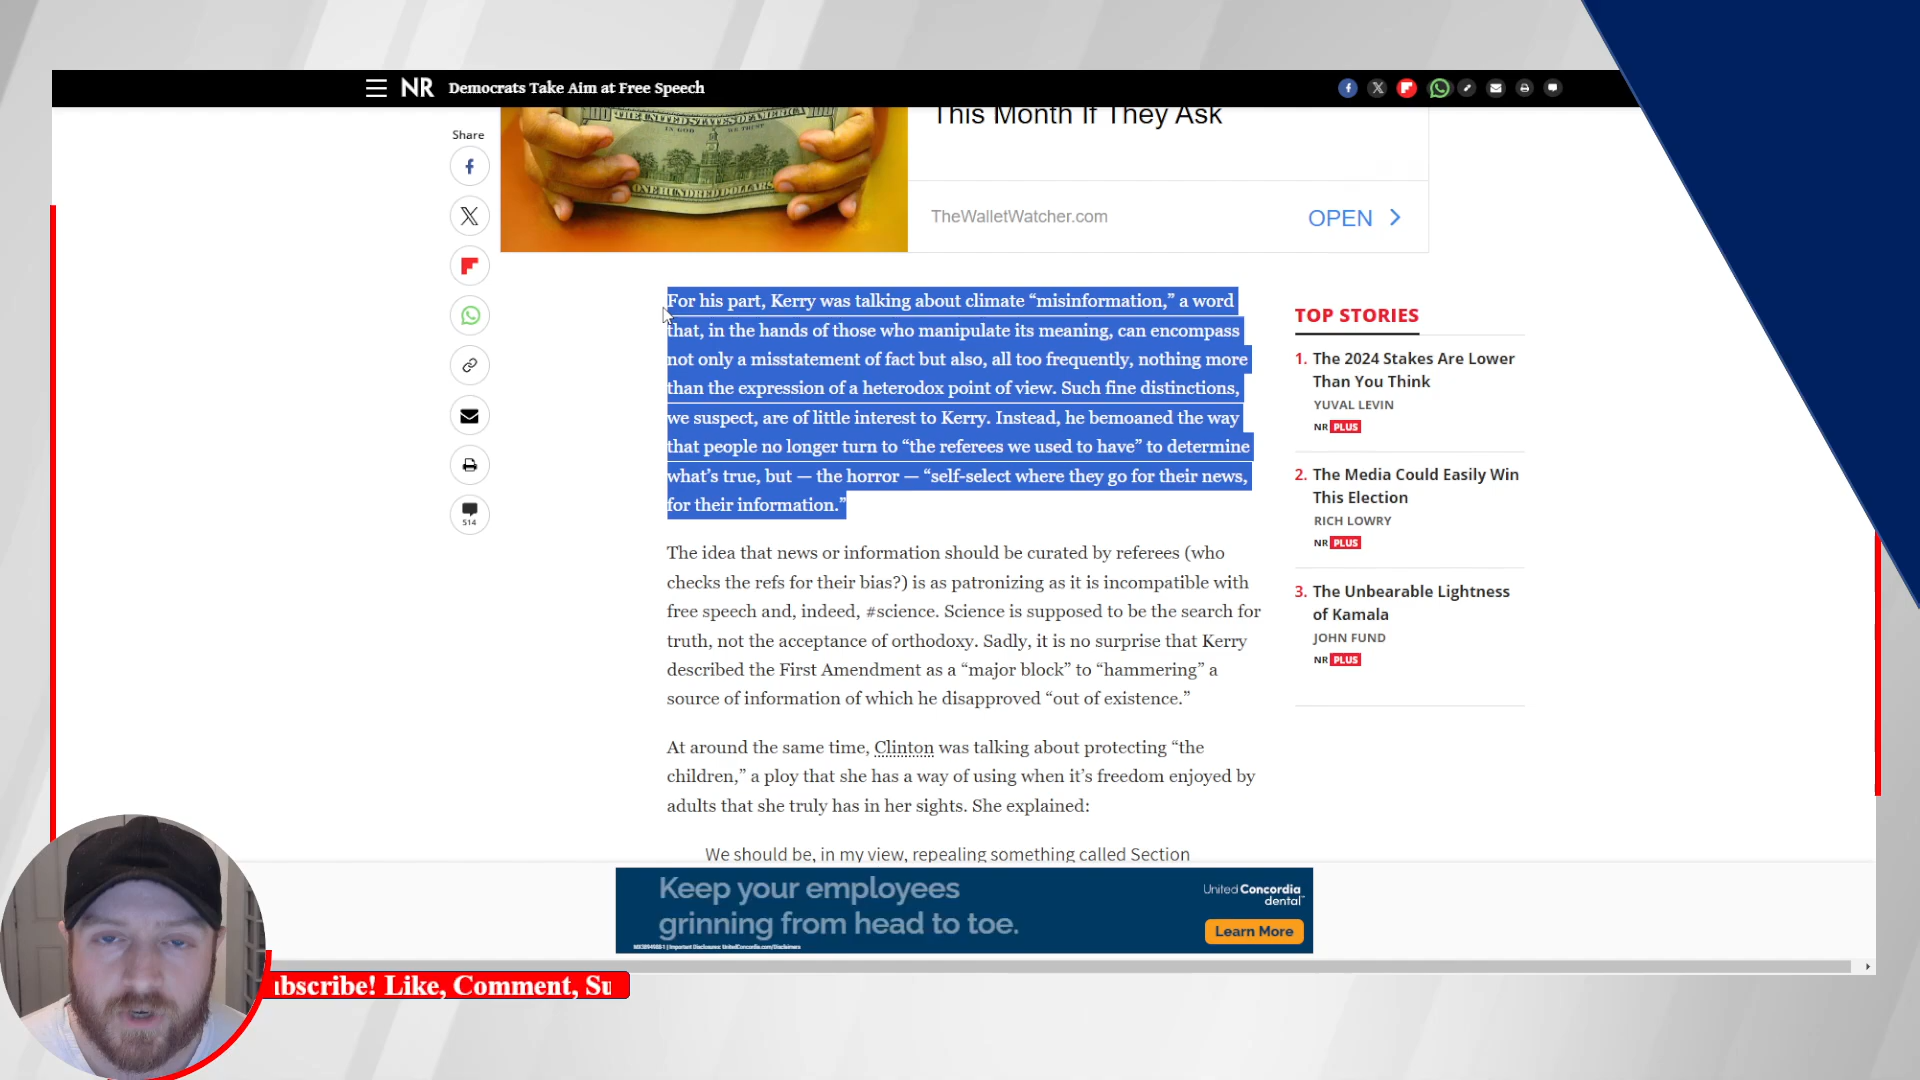 NR Democrats Take Aim at Free Speech
This Month If They Ask
Share
THE UNITED STATES OF AMERICA
IN GOD WE TRUST
ONE HUNDRED DOLLARS
TheWalletWatcher.com
OPEN
For his part, Kerry was talking about climate “misinformation,” a word
that, in the hands of those who manipulate its meaning, can encompass
not only a misstatement of fact but also, all too frequently, nothing more
than the expression of a heterodox point of view. Such fine distinctions,
we suspect, are of little interest to Kerry. Instead, he bemoaned the way
that people no longer turn to “the referees we used to have” to determine
what’s true, but — the horror — “self-select where they go for their news,
for their information.”
514
The idea that news or information should be curated by referees (who
checks the refs for their bias?) is as patronizing as it is incompatible with
free speech and, indeed, #science. Science is supposed to be the search for
truth, not the acceptance of orthodoxy. Sadly, it is no surprise that Kerry
described the First Amendment as a “major block” to “hammering” a
source of information of which he disapproved “out of existence.”
At around the same time, Clinton was talking about protecting “the
children,” a ploy that she has a way of using when it’s freedom enjoyed by
adults that she truly has in her sights. She explained:
We should be, in my view, repealing something called Section
TOP STORIES
1. The 2024 Stakes Are Lower
Than You Think
YUVAL LEVIN
NR PLUS
2. The Media Could Easily Win
This Election
RICH LOWRY
NR PLUS
3. The Unbearable Lightness
of Kamala
JOHN FUND
NR PLUS
Keep your employees
grinning from head to toe.
United Concordia
dental
Learn More
ubscribe! Like, Comment, Su